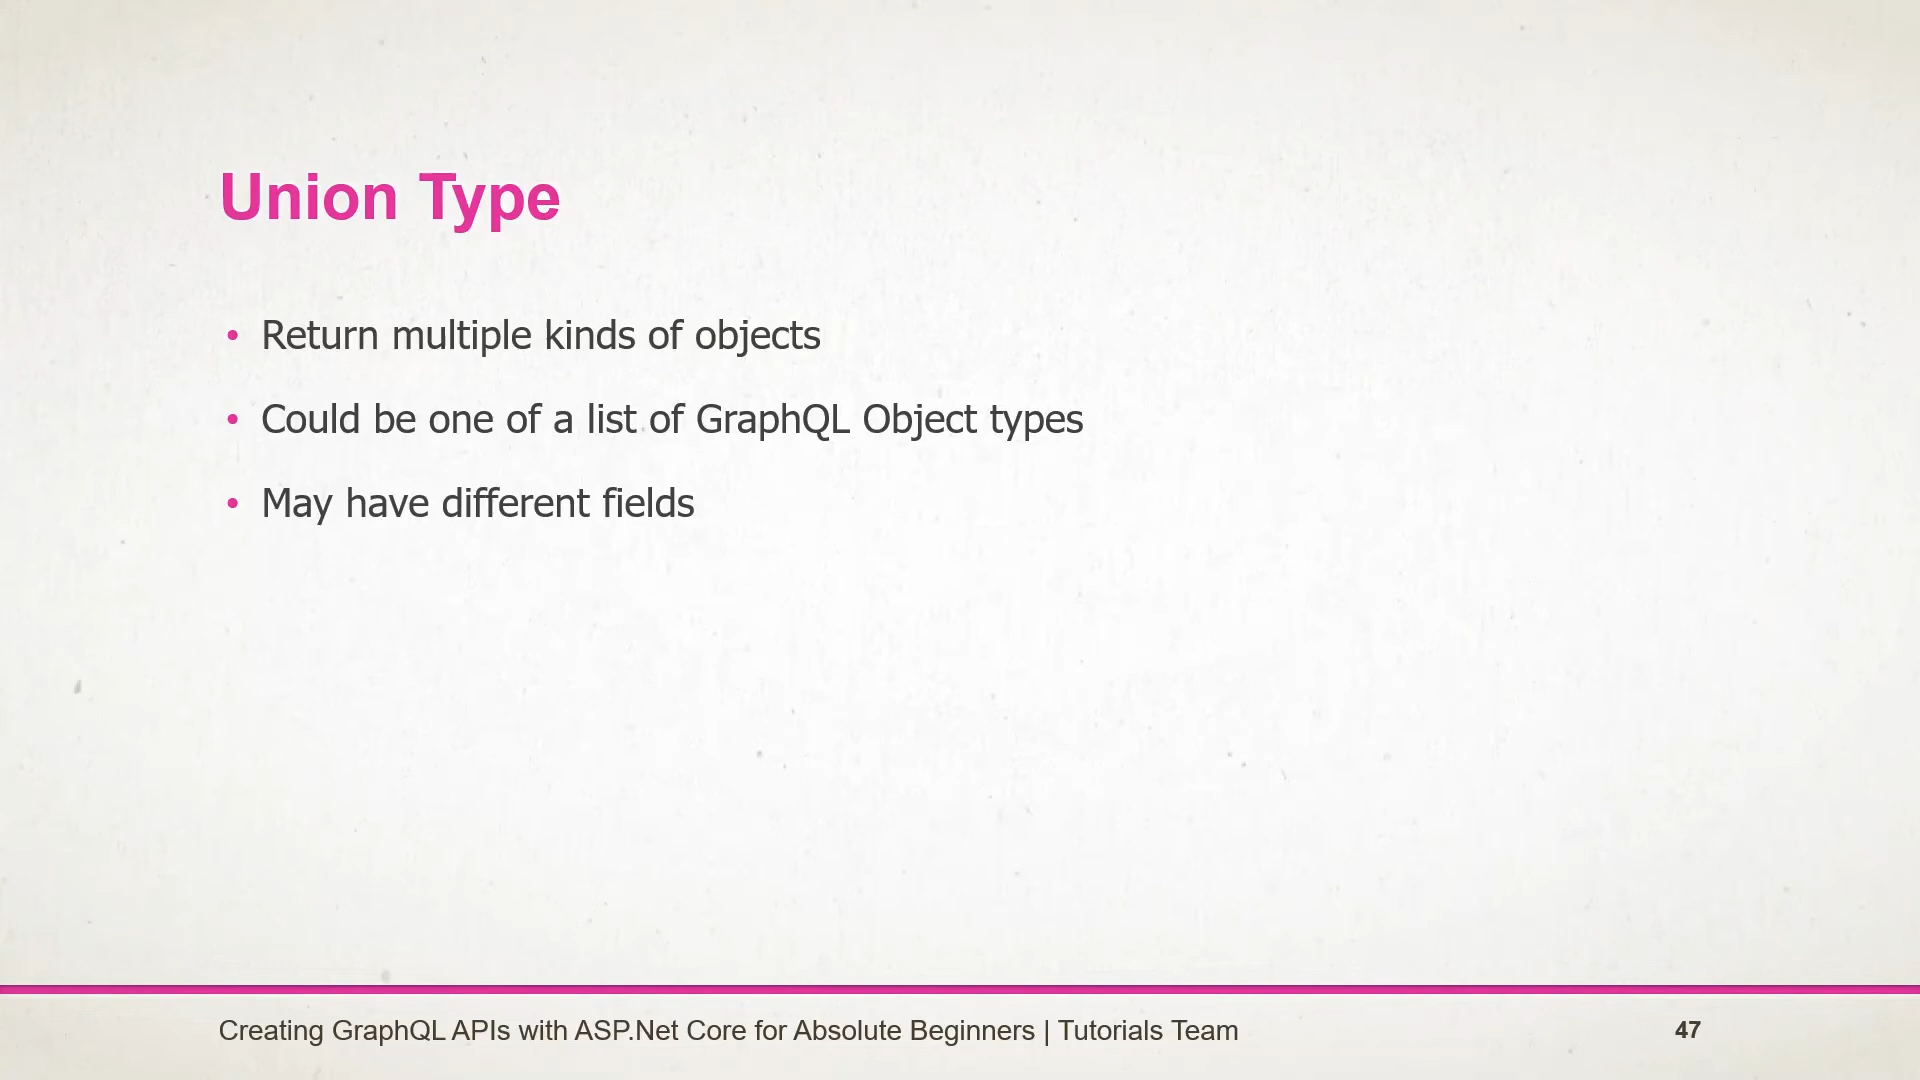 Union Type
• Return multiple kinds of objects
• Could be one of a list of GraphQL Object types
• May have different fields
Creating GraphQL APIs with ASP.Net Core for Absolute Beginners | Tutorials Team
47